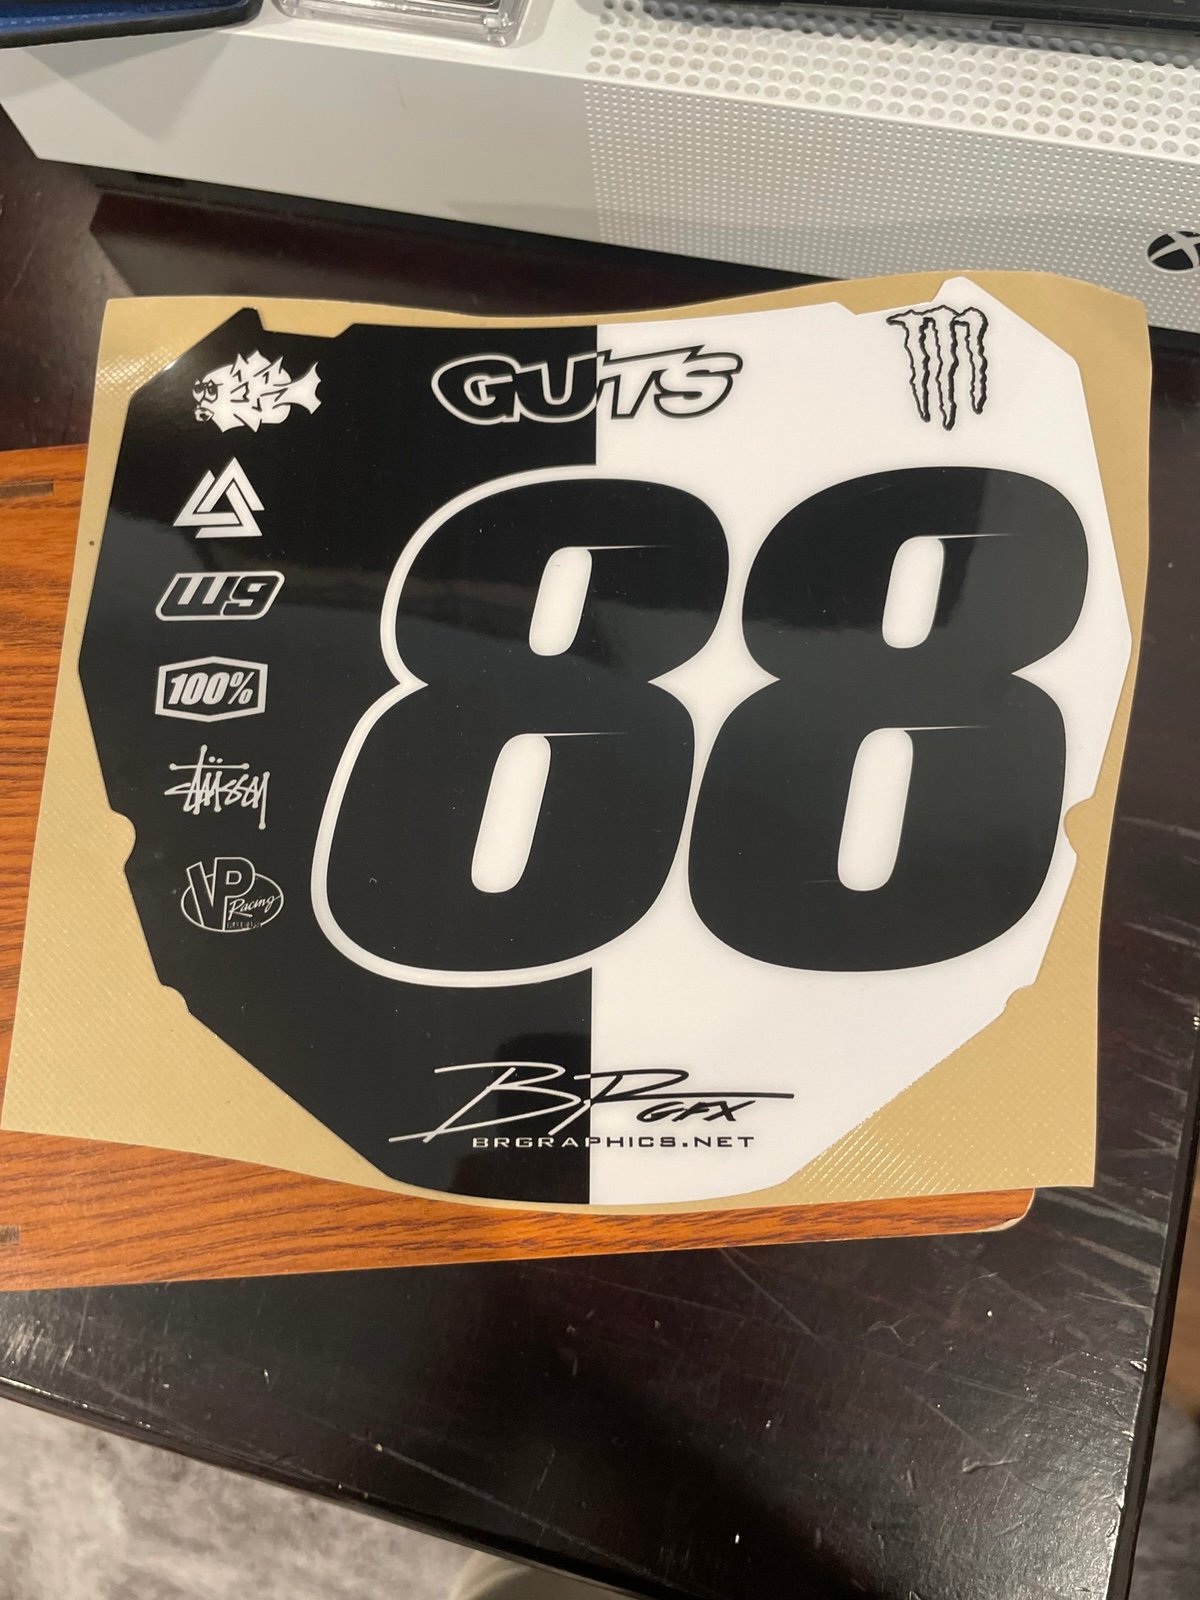 GUTS
W9
100%
Stüssy
VP Racing
88
BR GFX
BRGRAPHICS.NET